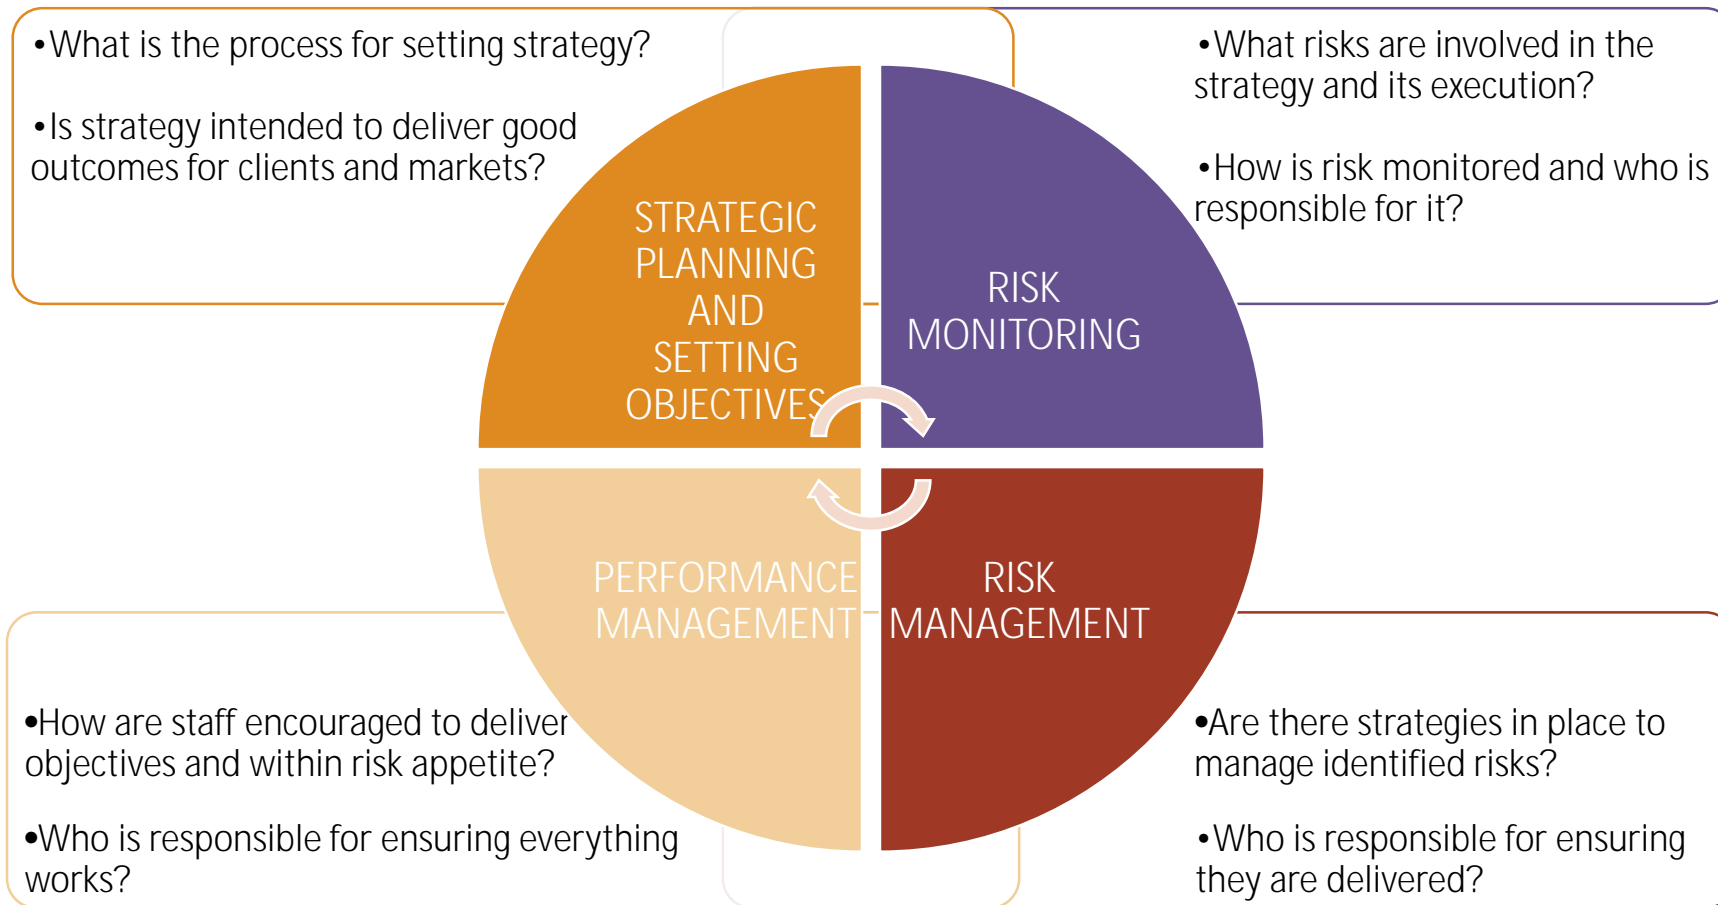 •What is the process for setting strategy?
•Is strategy intended to deliver good
outcomes for clients and markets?
•What risks are involved in the
strategy and its execution?
•How is risk monitored and who is
responsible for it?
STRATEGIC
PLANNING
AND
SETTING
OBJECTIVES
RISK
MONITORING
PERFORMANCE
MANAGEMENT
RISK
MANAGEMENT
•How are staff encouraged to deliver
objectives and within risk appetite?
•Who is responsible for ensuring everything
works?
•Are there strategies in place to
manage identified risks?
•Who is responsible for ensuring
they are delivered?